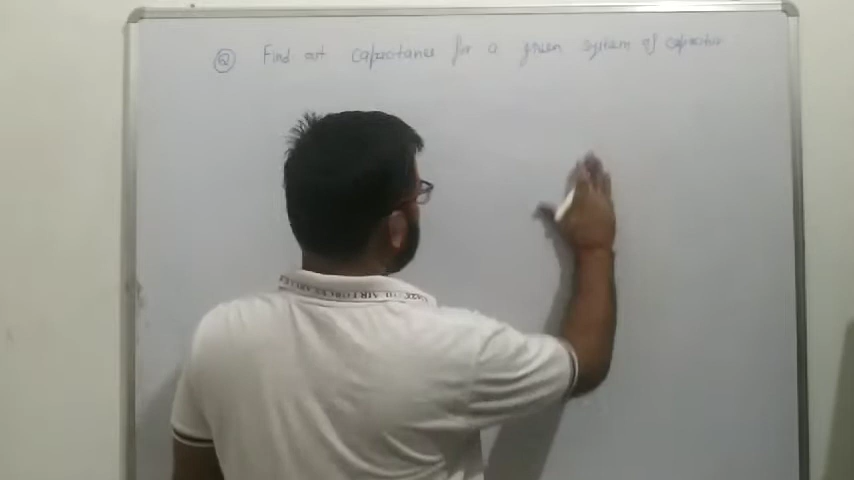 Q Find out capacitance for a given system of capacitor